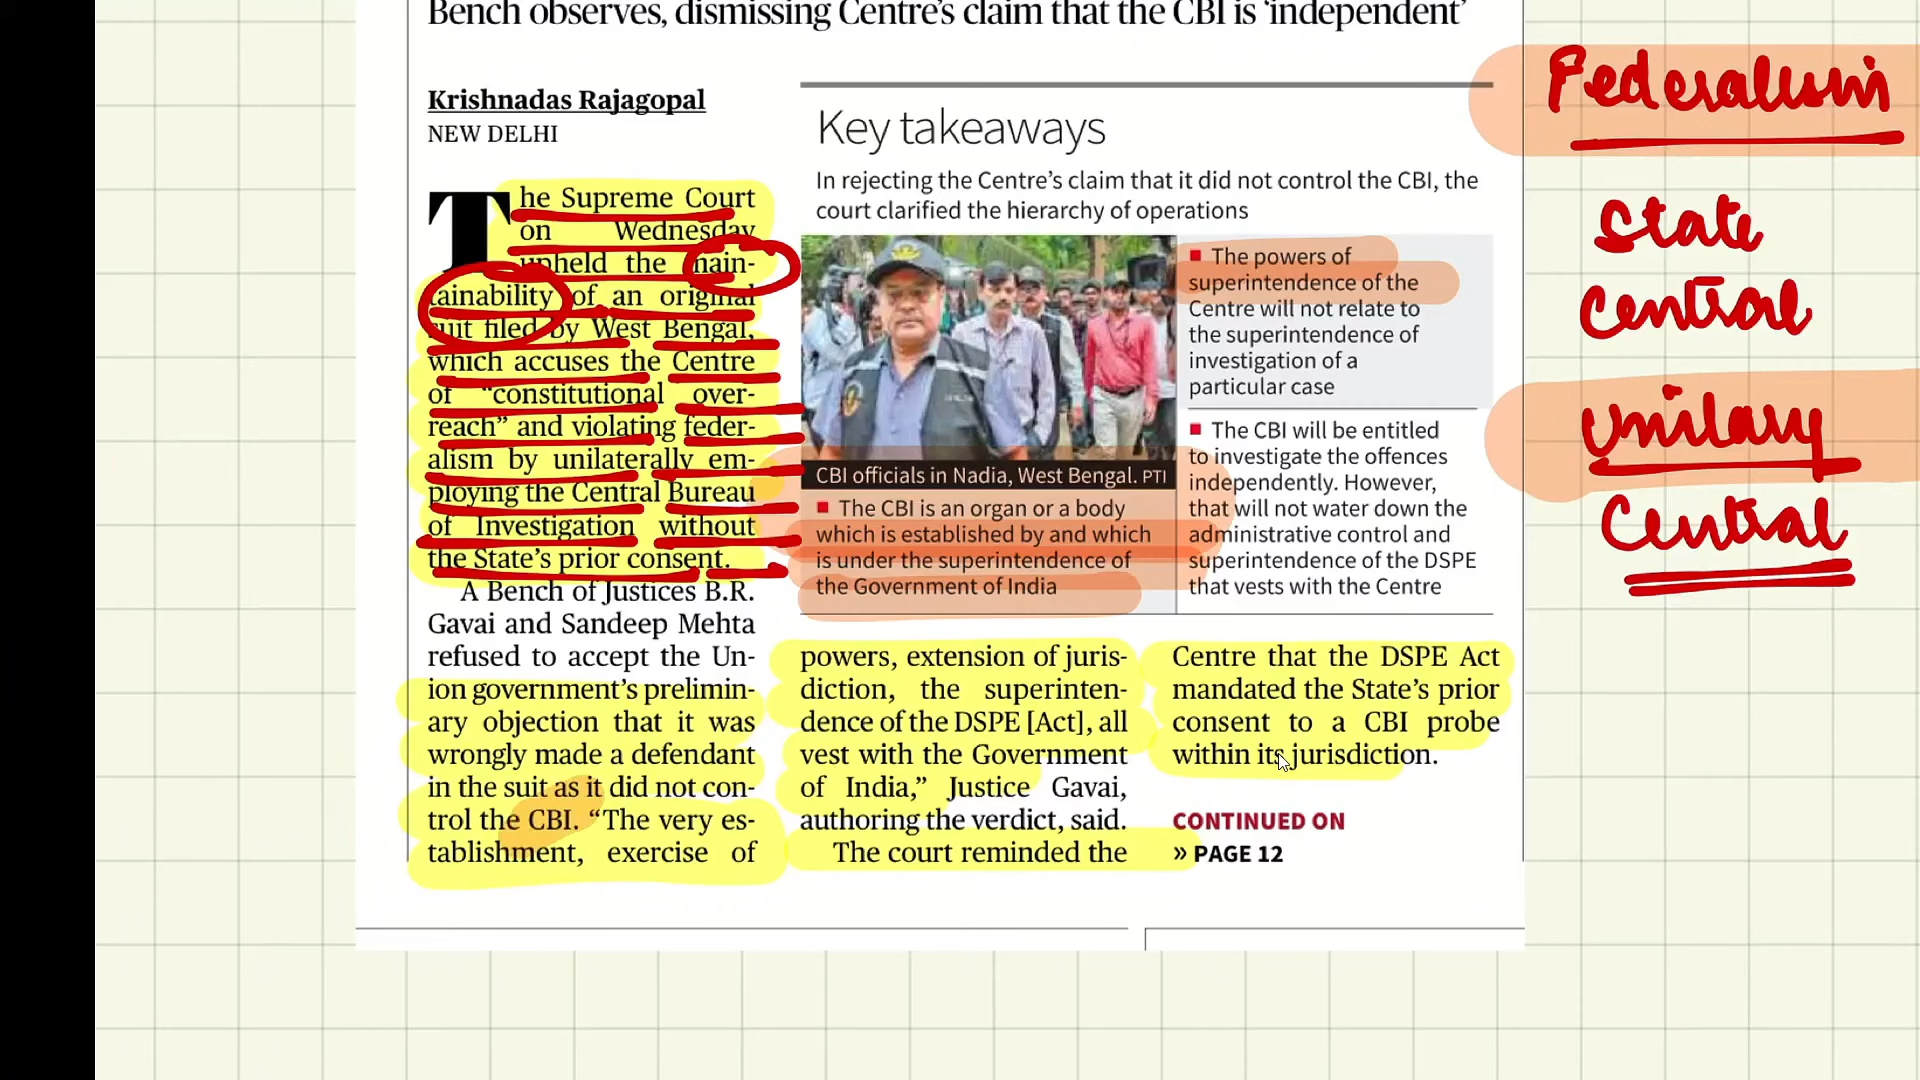 Bench observes, dismissing Centre's claim that the CBI is 'independent'
Krishnadas Rajagopal
NEW DELHI
The Supreme Court
on Wednesday
upheld the main-
tainability of an original
suit filed by West Bengal,
which accuses the Centre
of "constitutional over-
reach" and violating feder-
alism by unilaterally em-
ploying the Central Bureau
of Investigation without
the State's prior consent.
A Bench of Justices B.R.
Gavai and Sandeep Mehta
refused to accept the Un-
ion government's prelimin-
ary objection that it was
wrongly made a defendant
in the suit as it did not con-
trol the CBI. "The very es-
tablishment, exercise of
Key takeaways
In rejecting the Centre's claim that it did not control the CBI, the
court clarified the hierarchy of operations
CBI officials in Nadia, West Bengal. PTI
■ The CBI is an organ or a body
which is established by and which
is under the superintendence of
the Government of India
■ The powers of
superintendence of the
Centre will not relate to
the superintendence of
investigation of a
particular case
■ The CBI will be entitled
to investigate the offences
independently. However,
that will not water down the
administrative control and
superintendence of the DSPE
that vests with the Centre
powers, extension of juris-
diction, the superinten-
dence of the DSPE [Act], all
vest with the Government
of India," Justice Gavai,
authoring the verdict, said.
The court reminded the
Centre that the DSPE Act
mandated the State's prior
consent to a CBI probe
within its jurisdiction.
CONTINUED ON
» PAGE 12
Federalism
State
Central
Unitary
Central